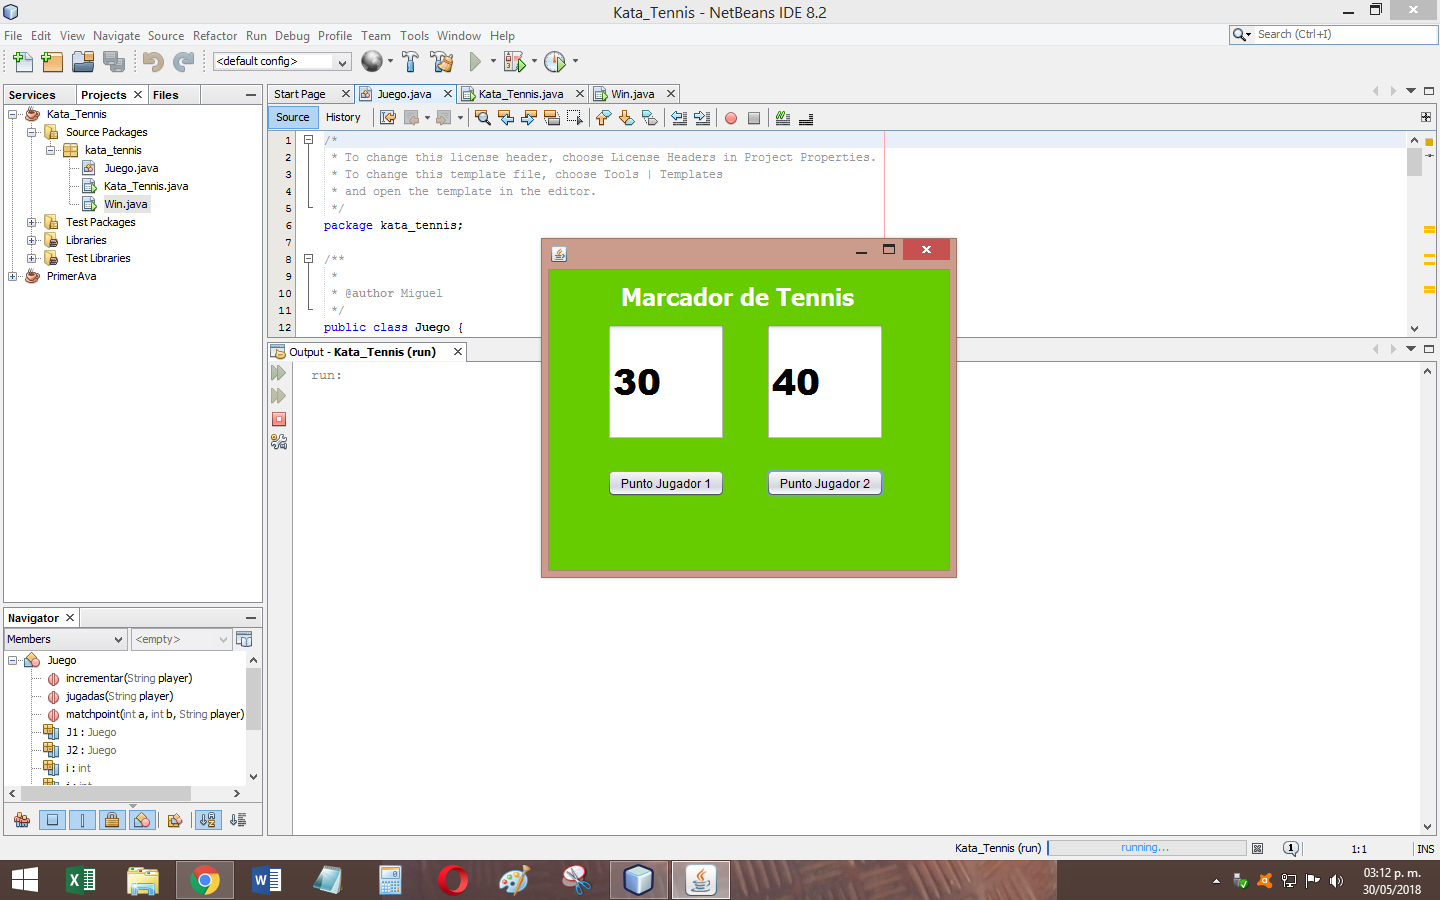 Kata_Tennis - NetBeans IDE 8.2
File Edit View Navigate Source Refactor Run Debug Profile Team Tools Window Help
Search (Ctrl+I)
<default config>
Services Projects Files
Kata_Tennis
Source Packages
kata_tennis
Juego.java
Kata_Tennis.java
Win.java
Test Packages
Libraries
Test Libraries
PrimerAva
Start Page Juego.java Kata_Tennis.java Win.java
Source History
1 /*
2 * To change this license header, choose License Headers in Project Properties.
3 * To change this template file, choose Tools | Templates
4 * and open the template in the editor.
5 */
6 package kata_tennis;
7
8 /**
9 *
10 * @author Miguel
11 */
12 public class Juego {
Output - Kata_Tennis (run)
run:
Marcador de Tennis
30 40
Punto Jugador 1 Punto Jugador 2
Navigator
Members <empty>
Juego
incrementar(String player)
jugadas(String player)
matchpoint(int a, int b, String player)
J1 : Juego
J2 : Juego
i : int
Kata_Tennis (run) running... 1 1:1 INS
03:12 p. m.
30/05/2018